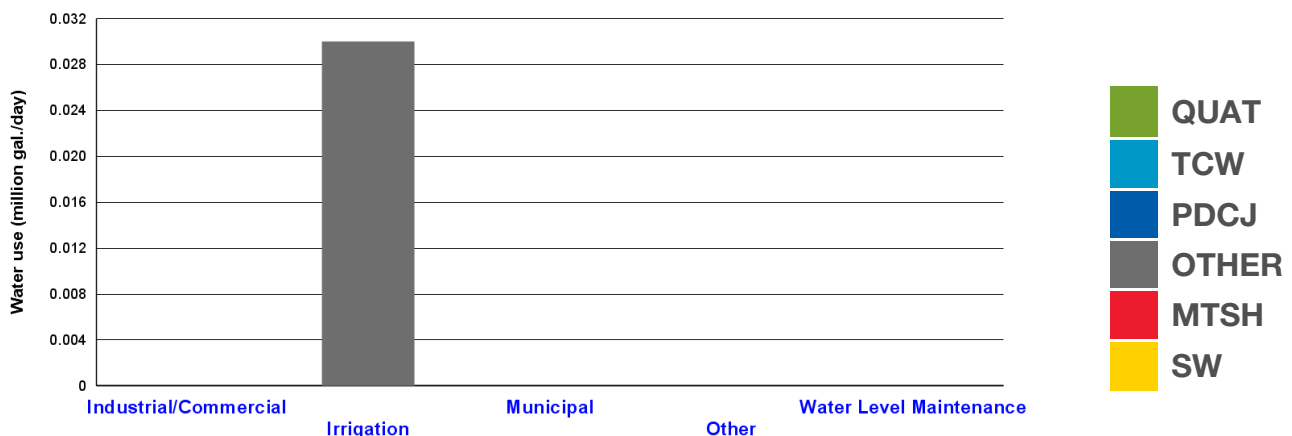 Water use (million gal./day)
0.032
0.028
0.024
0.020
0.016
0.012
0.008
0.004
0
Industrial/Commercial
Irrigation
Municipal
Other
Water Level Maintenance
QUAT
TCW
PDCJ
OTHER
MTSH
SW